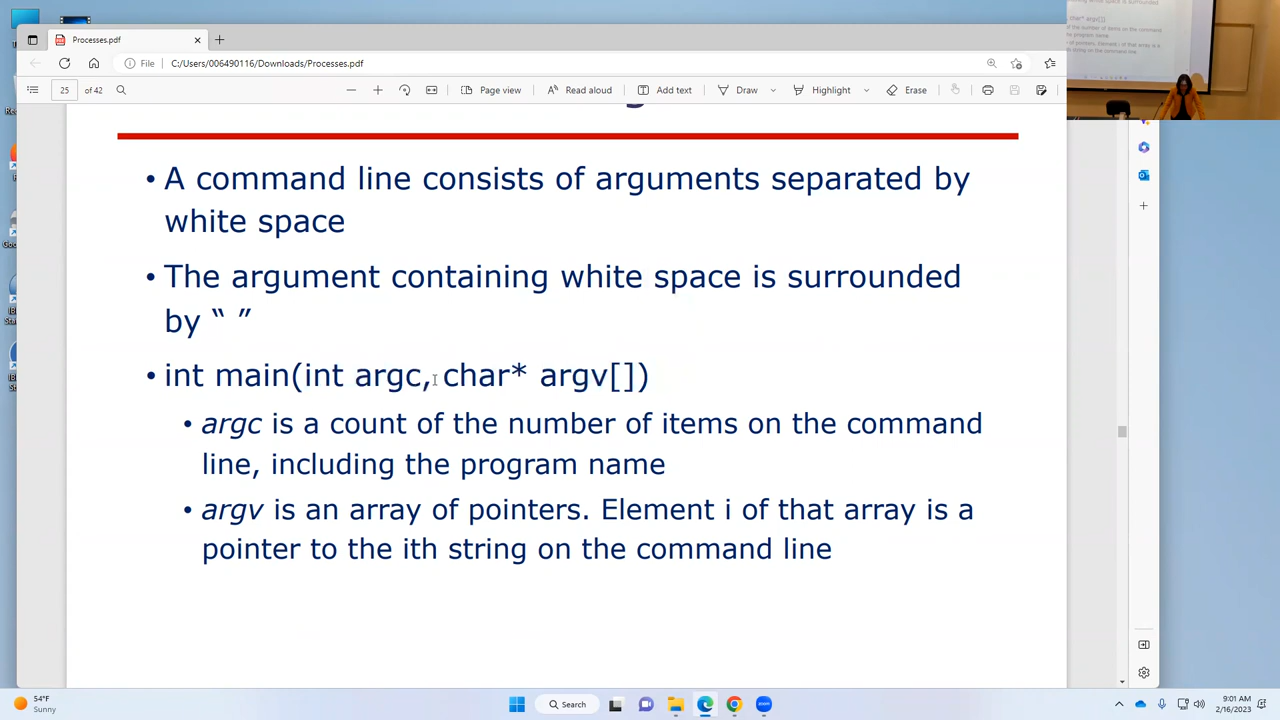 Processes.pdf
File
C:/Users/006490116/Downloads/Processes.pdf
25 of 42
Page view
Read aloud
Add text
Draw
Highlight
Erase
• A command line consists of arguments separated by
white space
• The argument containing white space is surrounded
by “ ”
• int main(int argc, char* argv[])
• argc is a count of the number of items on the command
line, including the program name
• argv is an array of pointers. Element i of that array is a
pointer to the ith string on the command line
54°F
Sunny
Search
zoom
9:01 AM
2/16/2023